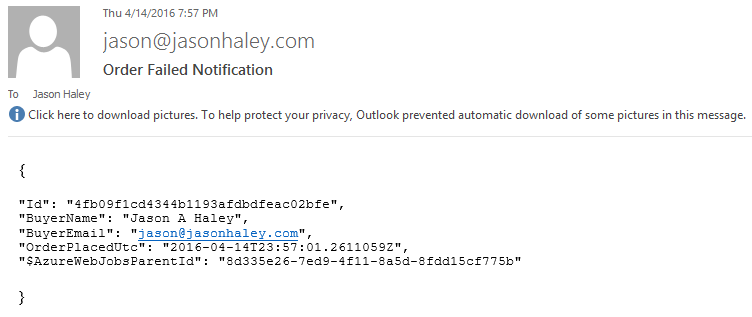 Thu 4/14/2016 7:57 PM
jason@jasonhaley.com
Order Failed Notification
To Jason Haley
Click here to download pictures. To help protect your privacy, Outlook prevented automatic download of some pictures in this message.
{
"Id": "4fb09f1cd4344b1193afdbdfeac02bfe",
"BuyerName": "Jason A Haley",
"BuyerEmail": "jason@jasonhaley.com",
"OrderPlacedUtc": "2016-04-14T23:57:01.2611059Z",
"$AzureWebJobsParentId": "8d335e26-7ed9-4f11-8a5d-8fdd15cf775b"
}